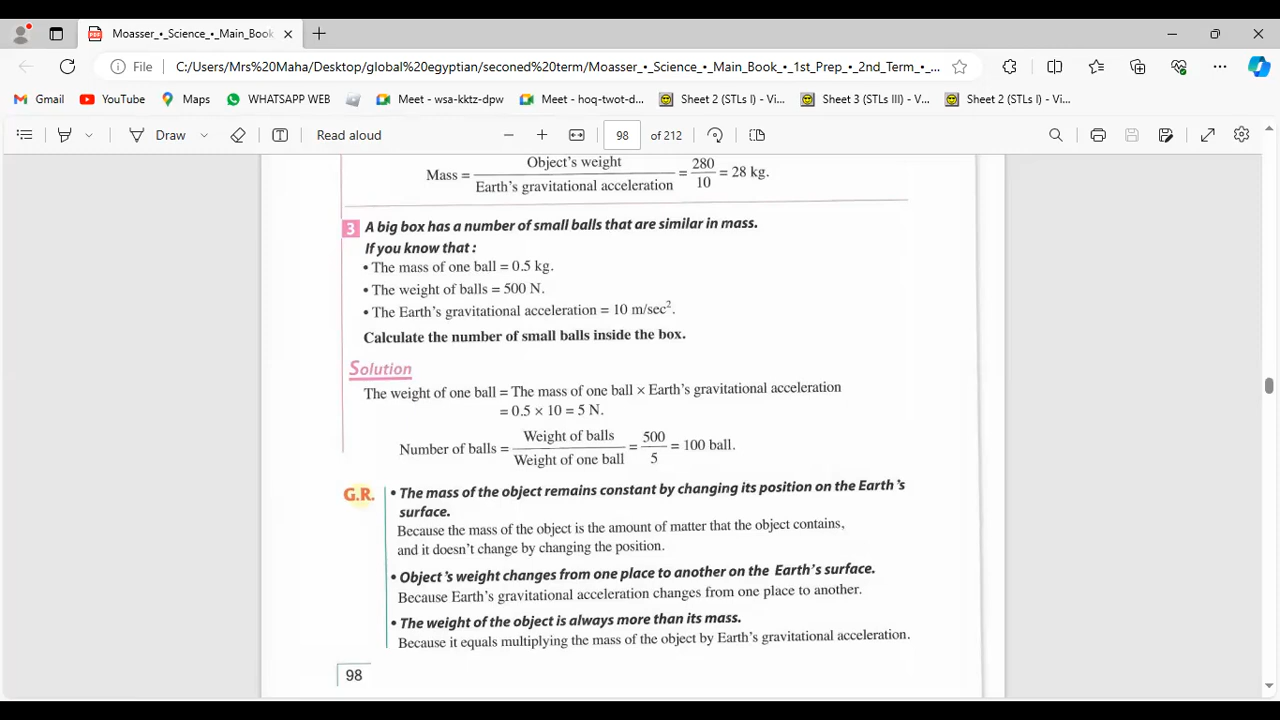 Moasser_•_Science_•_Main_Book
File
C:/Users/Mrs%20Maha/Desktop/global%20egyptian/seconed%20term/Moasser_•_Science_•_Main_Book_•_1st_Prep_•_2nd_Term_•_...
Gmail YouTube Maps WHATSAPP WEB Meet - wsa-kktz-dpw Meet - hoq-twot-d... Sheet 2 (STLs I) - Vi... Sheet 3 (STLs III) - V... Sheet 2 (STLs I) - Vi...
Draw Read aloud 98 of 212
Mass = Object's weight / Earth's gravitational acceleration = 280 / 10 = 28 kg.
3 A big box has a number of small balls that are similar in mass.
If you know that :
• The mass of one ball = 0.5 kg.
• The weight of balls = 500 N.
• The Earth's gravitational acceleration = 10 m/sec².
Calculate the number of small balls inside the box.
Solution
The weight of one ball = The mass of one ball × Earth's gravitational acceleration
= 0.5 × 10 = 5 N.
Number of balls = Weight of balls / Weight of one ball = 500 / 5 = 100 ball.
G.R. • The mass of the object remains constant by changing its position on the Earth's
surface.
Because the mass of the object is the amount of matter that the object contains,
and it doesn't change by changing the position.
• Object's weight changes from one place to another on the Earth's surface.
Because Earth's gravitational acceleration changes from one place to another.
• The weight of the object is always more than its mass.
Because it equals multiplying the mass of the object by Earth's gravitational acceleration.
98